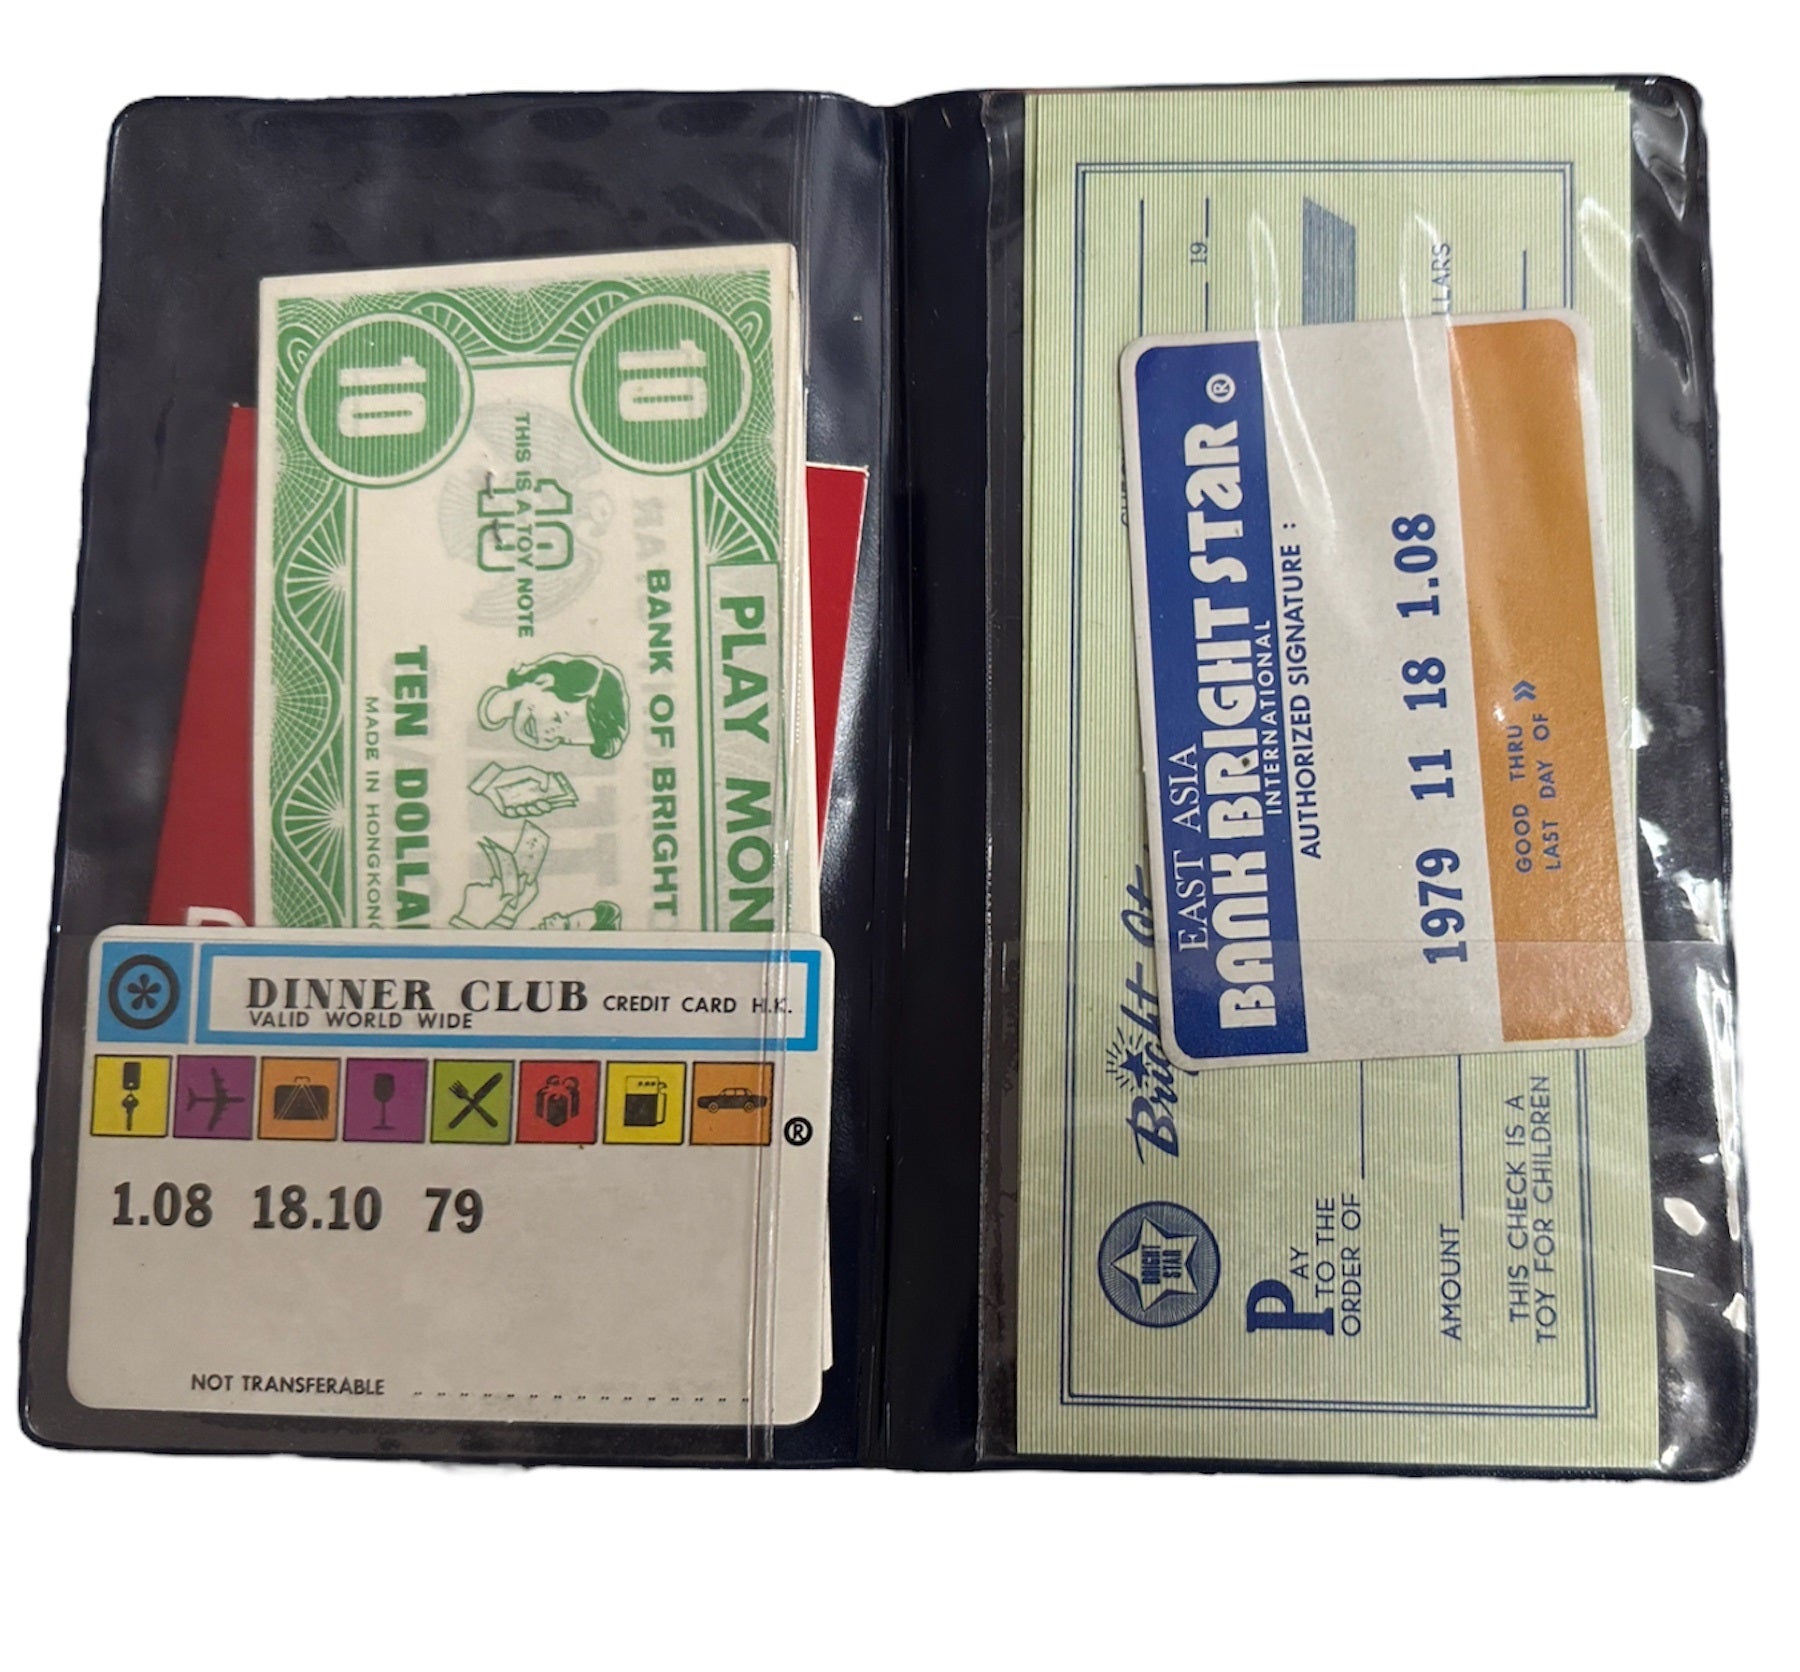 10
10
PLAY MON
BANK OF BRIGHT
10
THIS IS A TOY NOTE
TEN DOLLA
MADE IN HONGKONG
DINNER CLUB CREDIT CARD H.K.
VALID WORLD WIDE
®
1.08 18.10 79
NOT TRANSFERABLE
19
Bright
BRIGHT
STAR
PAY
TO THE
ORDER OF
LLARS
AMOUNT
THIS CHECK IS A
TOY FOR CHILDREN
EAST ASIA
BANK BRIGHT STAR ®
INTERNATIONAL
AUTHORIZED SIGNATURE :
1979 11 18 1.08
GOOD THRU
LAST DAY OF »